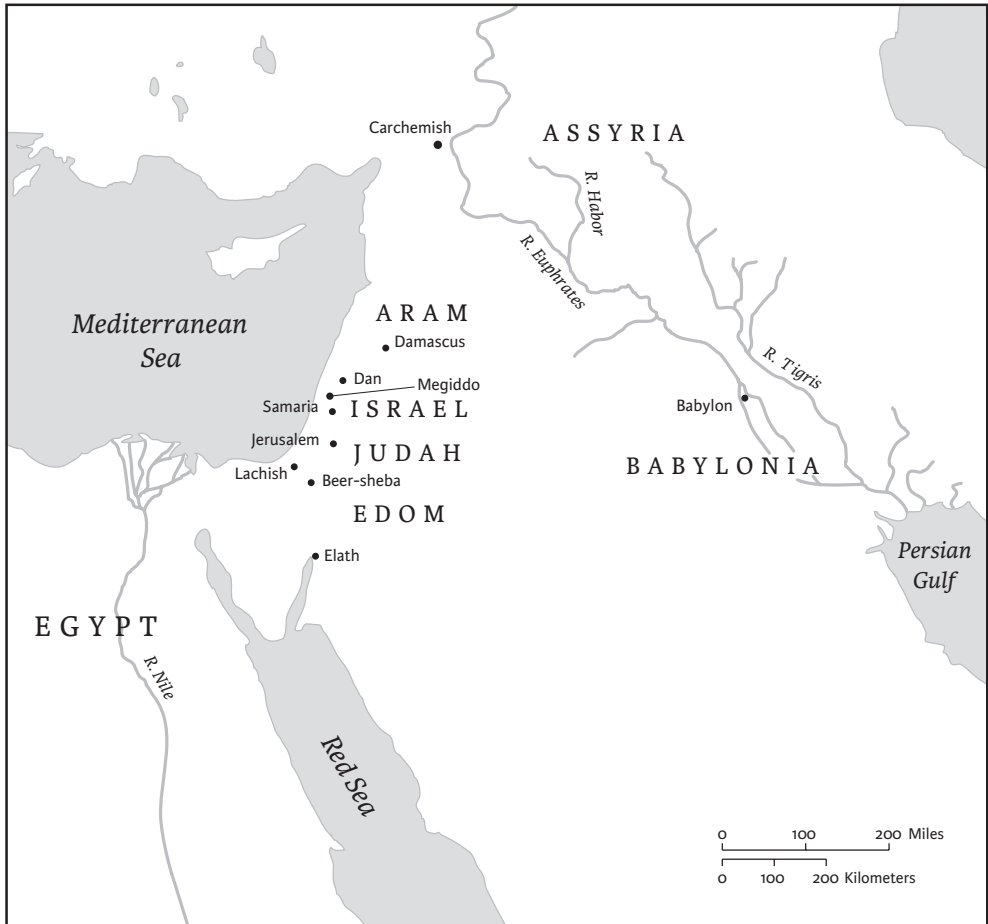 Carchemish
ASSYRIA
R. Habor
R. Euphrates
ARAM
Mediterranean
Sea
Damascus
R. Tigris
Dan
Megiddo
Samaria
ISRAEL
Babylon
Jerusalem
JUDAH
Lachish
BABYLONIA
Beer-sheba
EDOM
Elath
Persian
Gulf
EGYPT
R. Nile
Red Sea
0 100 200 Miles
0 100 200 Kilometers